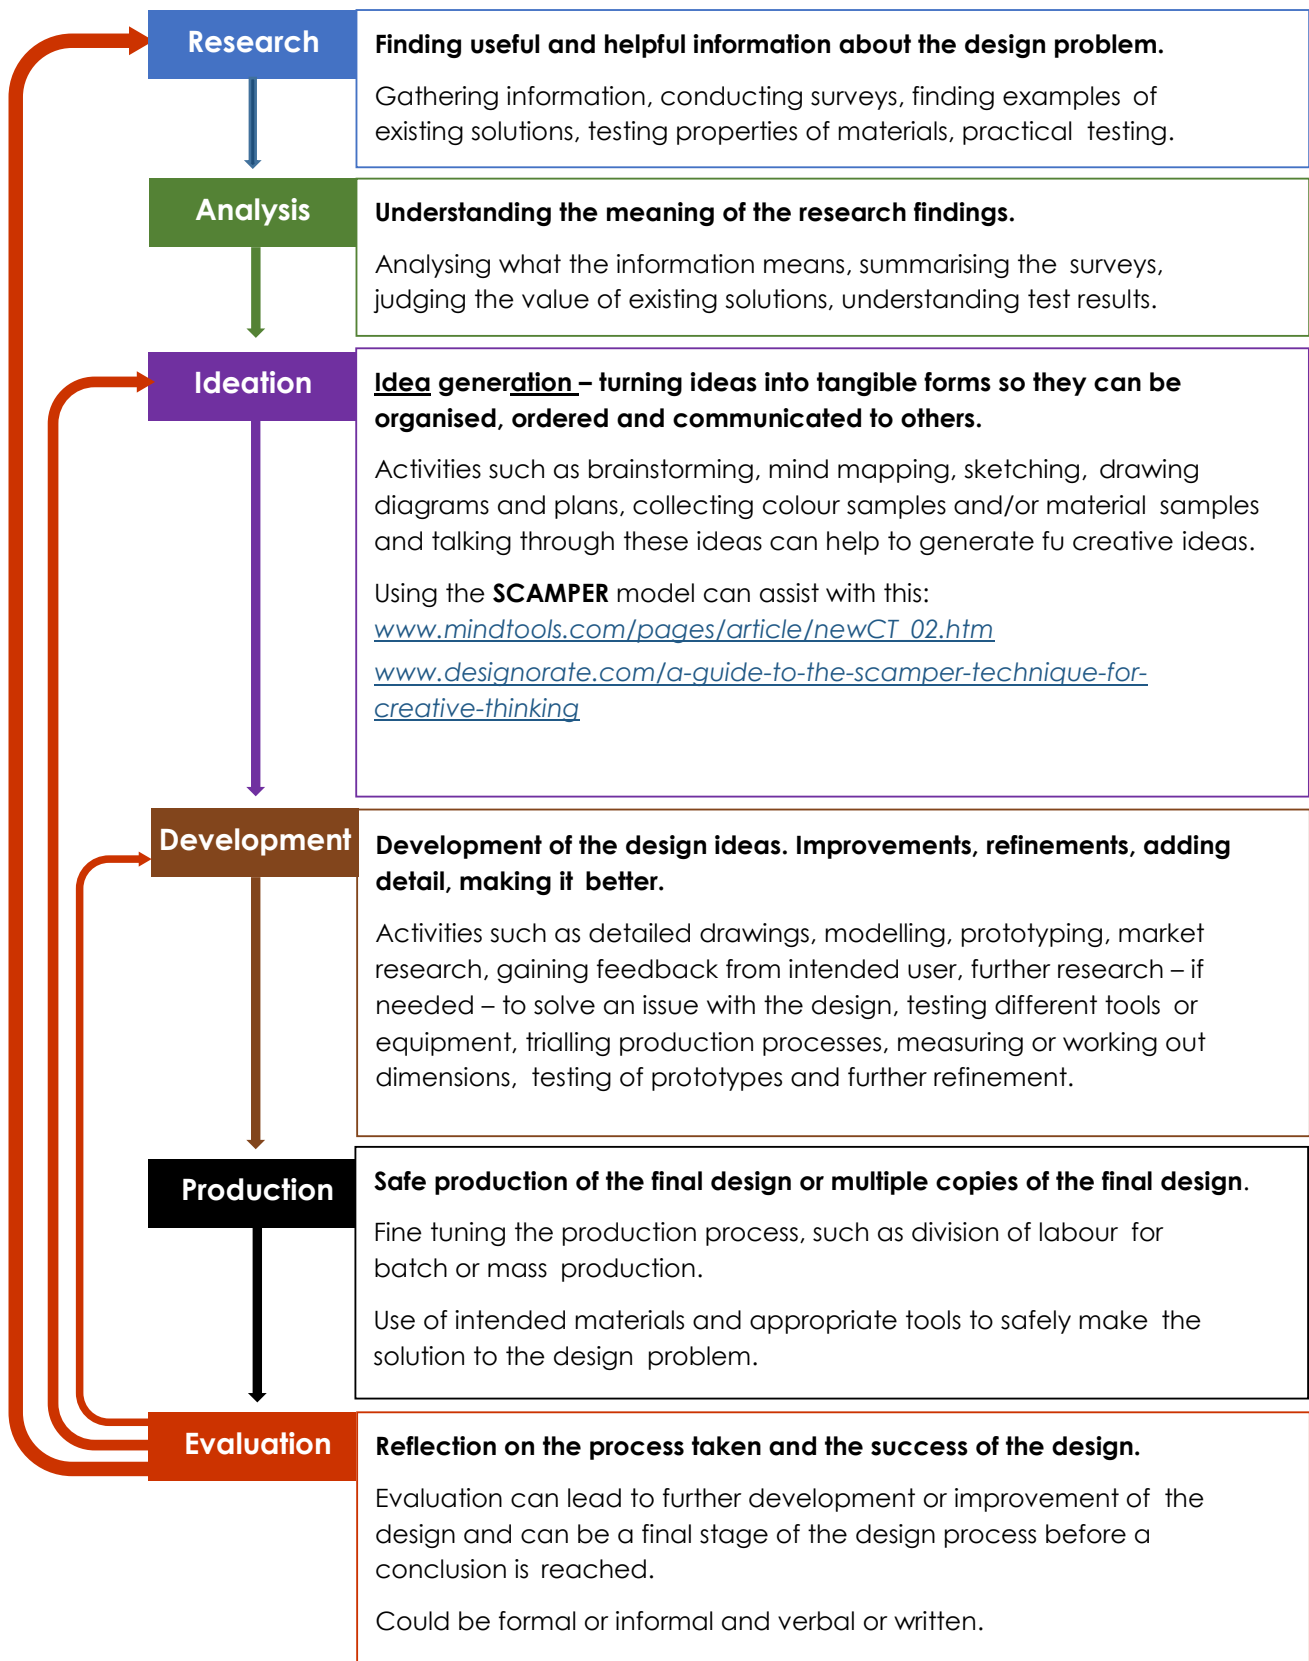 Research
Finding useful and helpful information about the design problem.
Gathering information, conducting surveys, finding examples of
existing solutions, testing properties of materials, practical testing.
Analysis
Understanding the meaning of the research findings.
Analysing what the information means, summarising the surveys,
judging the value of existing solutions, understanding test results.
Ideation
Idea generation – turning ideas into tangible forms so they can be
organised, ordered and communicated to others.
Activities such as brainstorming, mind mapping, sketching, drawing
diagrams and plans, collecting colour samples and/or material samples
and talking through these ideas can help to generate fu creative ideas.
Using the SCAMPER model can assist with this:
www.mindtools.com/pages/article/newCT_02.htm
www.designorate.com/a-guide-to-the-scamper-technique-for-
creative-thinking
Development
Development of the design ideas. Improvements, refinements, adding
detail, making it better.
Activities such as detailed drawings, modelling, prototyping, market
research, gaining feedback from intended user, further research – if
needed – to solve an issue with the design, testing different tools or
equipment, trialling production processes, measuring or working out
dimensions, testing of prototypes and further refinement.
Production
Safe production of the final design or multiple copies of the final design.
Fine tuning the production process, such as division of labour for
batch or mass production.
Use of intended materials and appropriate tools to safely make the
solution to the design problem.
Evaluation
Reflection on the process taken and the success of the design.
Evaluation can lead to further development or improvement of the
design and can be a final stage of the design process before a
conclusion is reached.
Could be formal or informal and verbal or written.